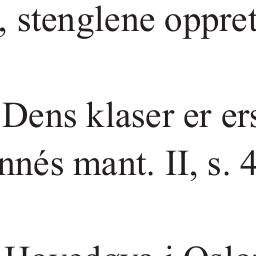 , stenglene oppret
Dens klaser er ers
nnés mant. II, s. 4